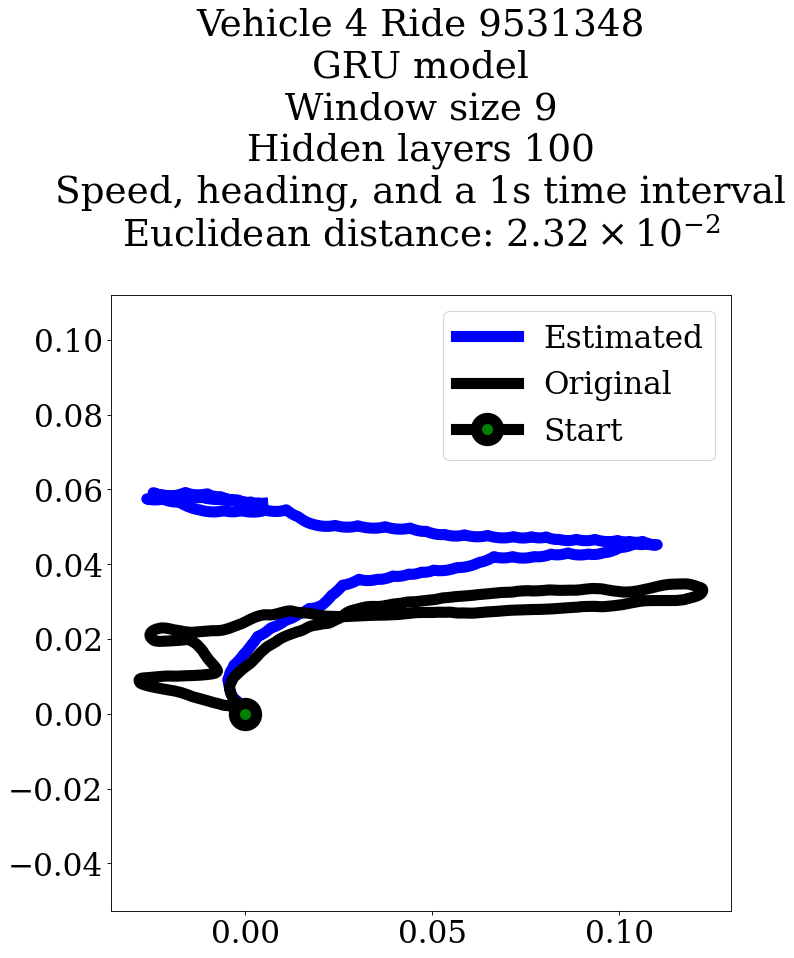 Vehicle 4 Ride 9531348
GRU model
Window size 9
Hidden layers 100
Speed, heading, and a 1s time interval
Euclidean distance: 2.32 × 10⁻²
Estimated
Original
Start
0.10
0.08
0.06
0.04
0.02
0.00
−0.02
−0.04
0.00 0.05 0.10